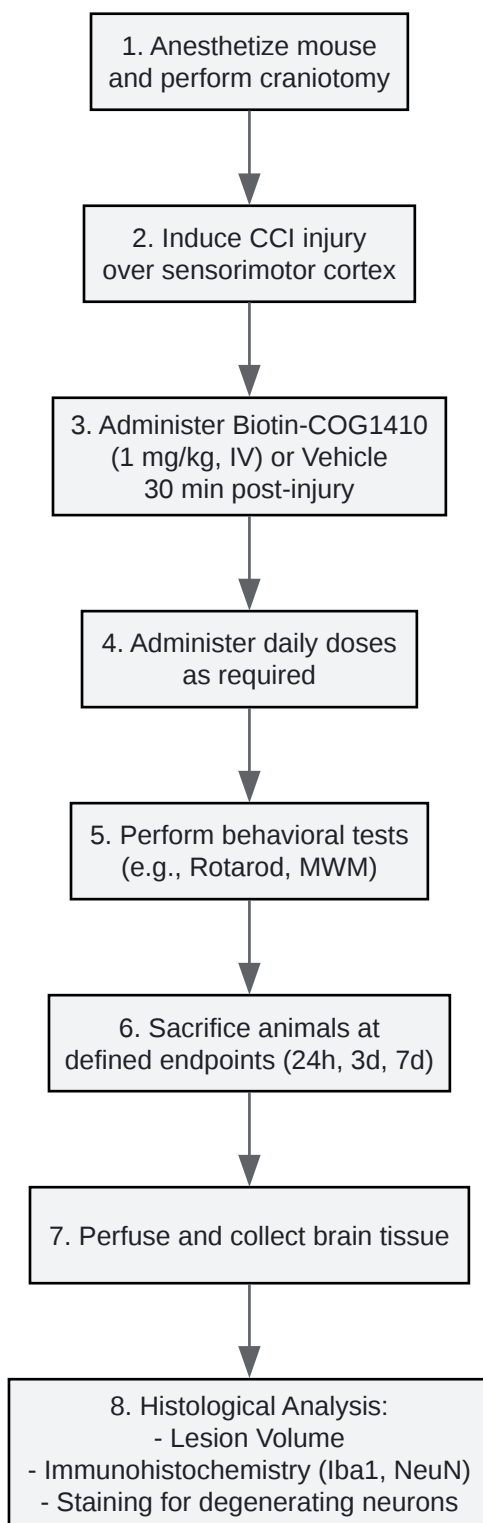 1. Anesthetize mouse
and perform craniotomy
2. Induce CCI injury
over sensorimotor cortex
3. Administer Biotin-COG1410
(1 mg/kg, IV) or Vehicle
30 min post-injury
4. Administer daily doses
as required
5. Perform behavioral tests
(e.g., Rotarod, MWM)
6. Sacrifice animals at
defined endpoints (24h, 3d, 7d)
7. Perfuse and collect brain tissue
8. Histological Analysis:
- Lesion Volume
- Immunohistochemistry (Iba1, NeuN)
- Staining for degenerating neurons